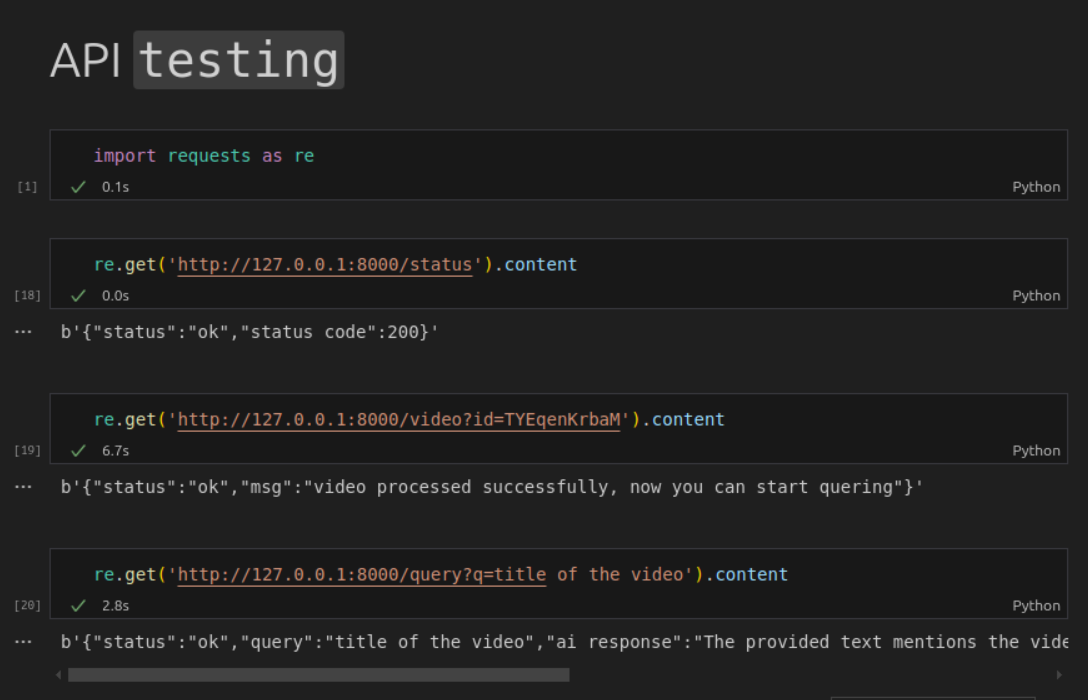 API testing
import requests as re
[1] ✓ 0.1s Python
re.get('http://127.0.0.1:8000/status').content
[18] ✓ 0.0s Python
... b'{"status":"ok","status code":200}'
re.get('http://127.0.0.1:8000/video?id=TYEqenKrbaM').content
[19] ✓ 6.7s Python
... b'{"status":"ok","msg":"video processed successfully, now you can start quering"}'
re.get('http://127.0.0.1:8000/query?q=title of the video').content
[20] ✓ 2.8s Python
... b'{"status":"ok","query":"title of the video","ai response":"The provided text mentions the vide